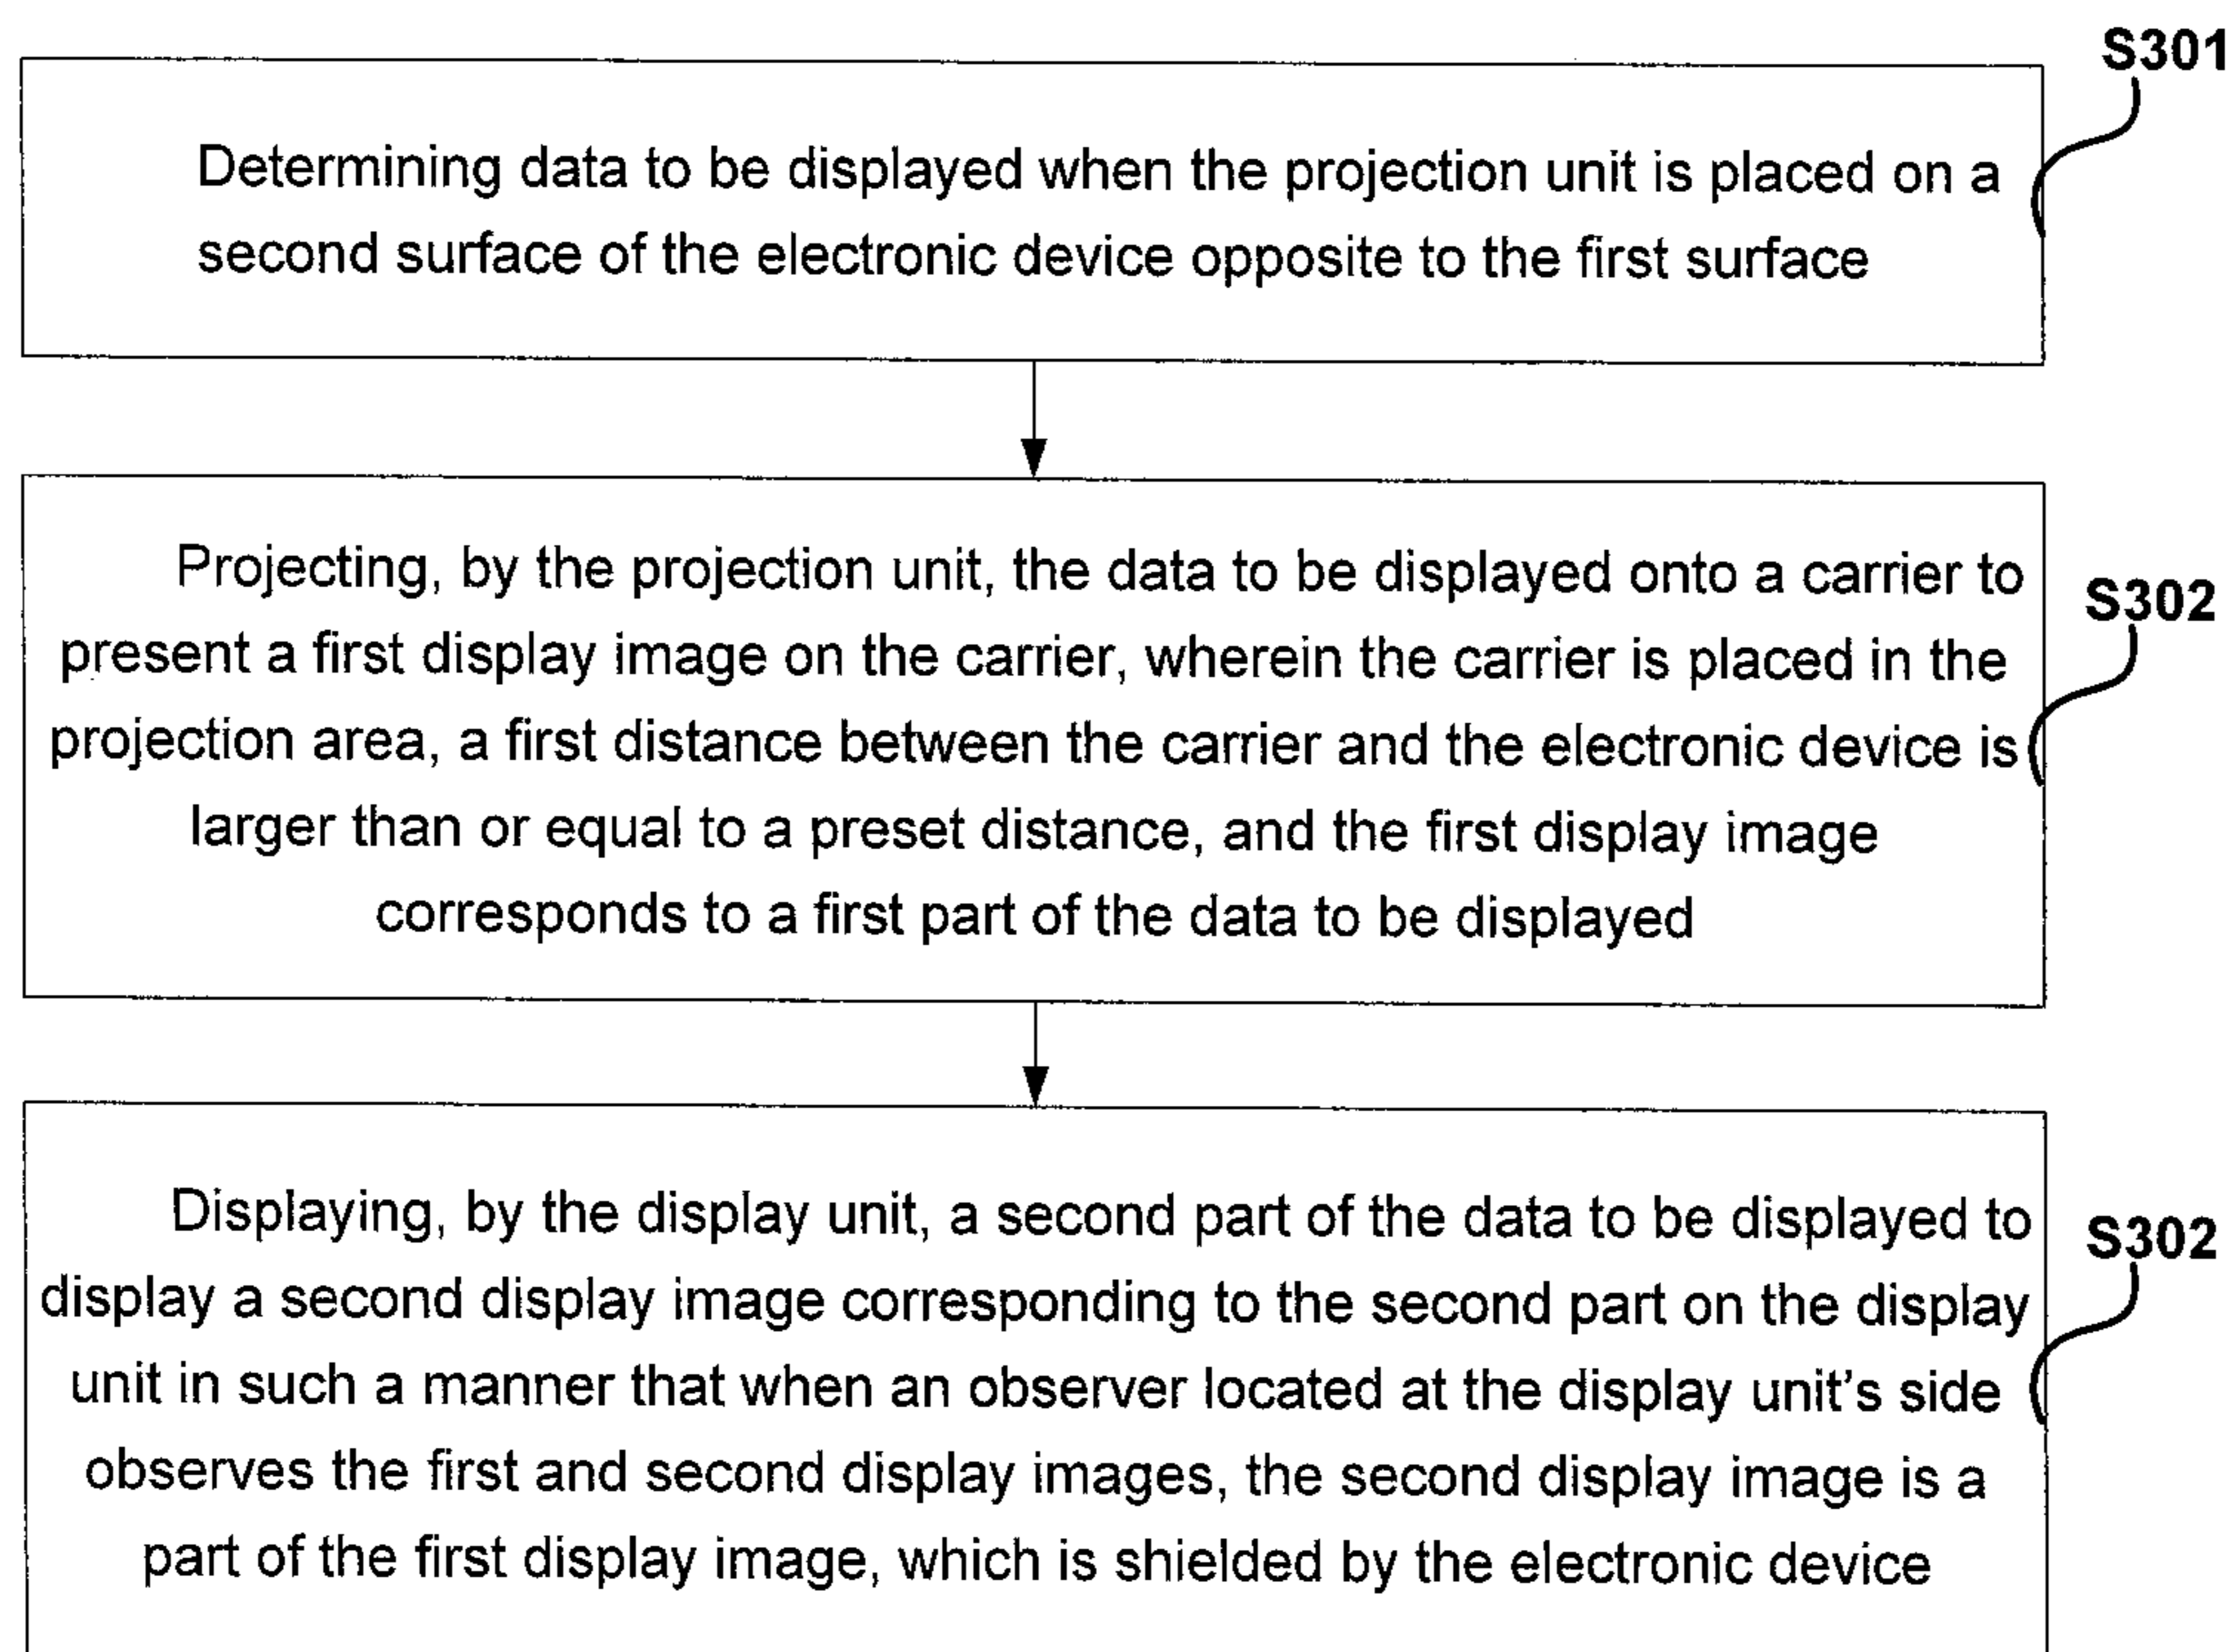 S301
Determining data to be displayed when the projection unit is placed on a
second surface of the electronic device opposite to the first surface
Projecting, by the projection unit, the data to be displayed onto a carrier to
S302
present a first display image on the carrier, wherein the carrier is placed in the
projection area, a first distance between the carrier and the electronic device is
larger than or equal to a preset distance, and the first display image
corresponds to a first part of the data to be displayed
Displaying, by the display unit, a second part of the data to be displayed to
S302
display a second display image corresponding to the second part on the display
unit in such a manner that when an observer located at the display unit's side
observes the first and second display images, the second display image is a
part of the first display image, which is shielded by the electronic device